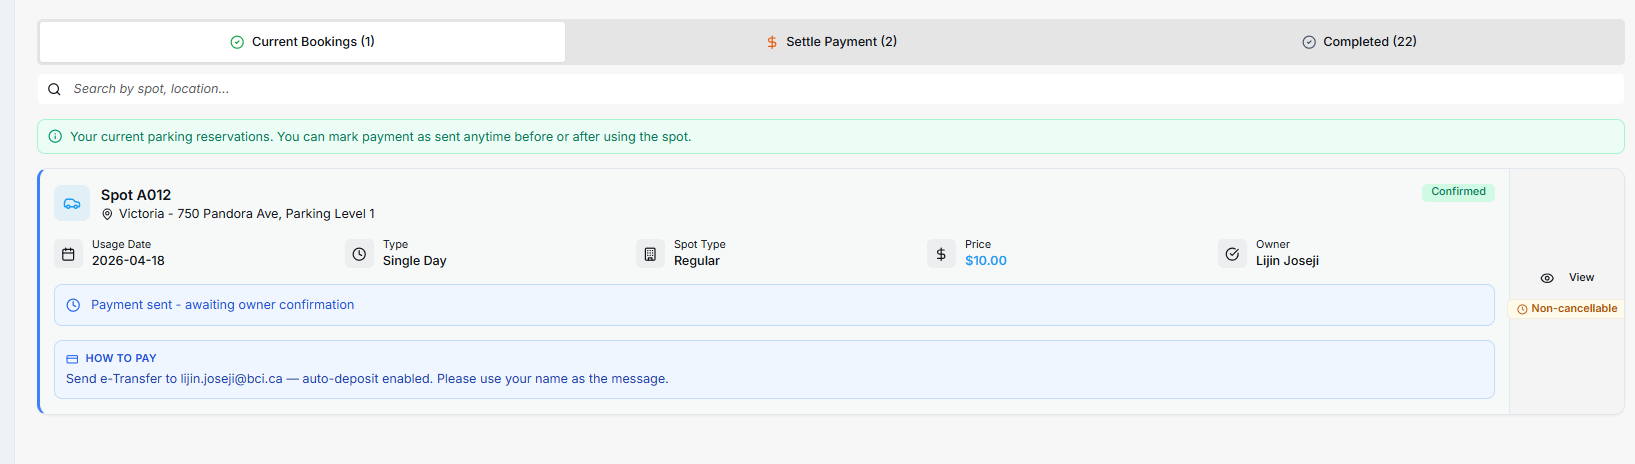 Current Bookings (1)
Settle Payment (2)
Completed (22)
Search by spot, location...
Your current parking reservations. You can mark payment as sent anytime before or after using the spot.
Spot A012
Confirmed
Victoria - 750 Pandora Ave, Parking Level 1
Usage Date
2026-04-18
Type
Single Day
Spot Type
Regular
Price
$10.00
Owner
Lijin Joseji
View
Non-cancellable
Payment sent - awaiting owner confirmation
HOW TO PAY
Send e-Transfer to lijin.joseji@bci.ca — auto-deposit enabled. Please use your name as the message.